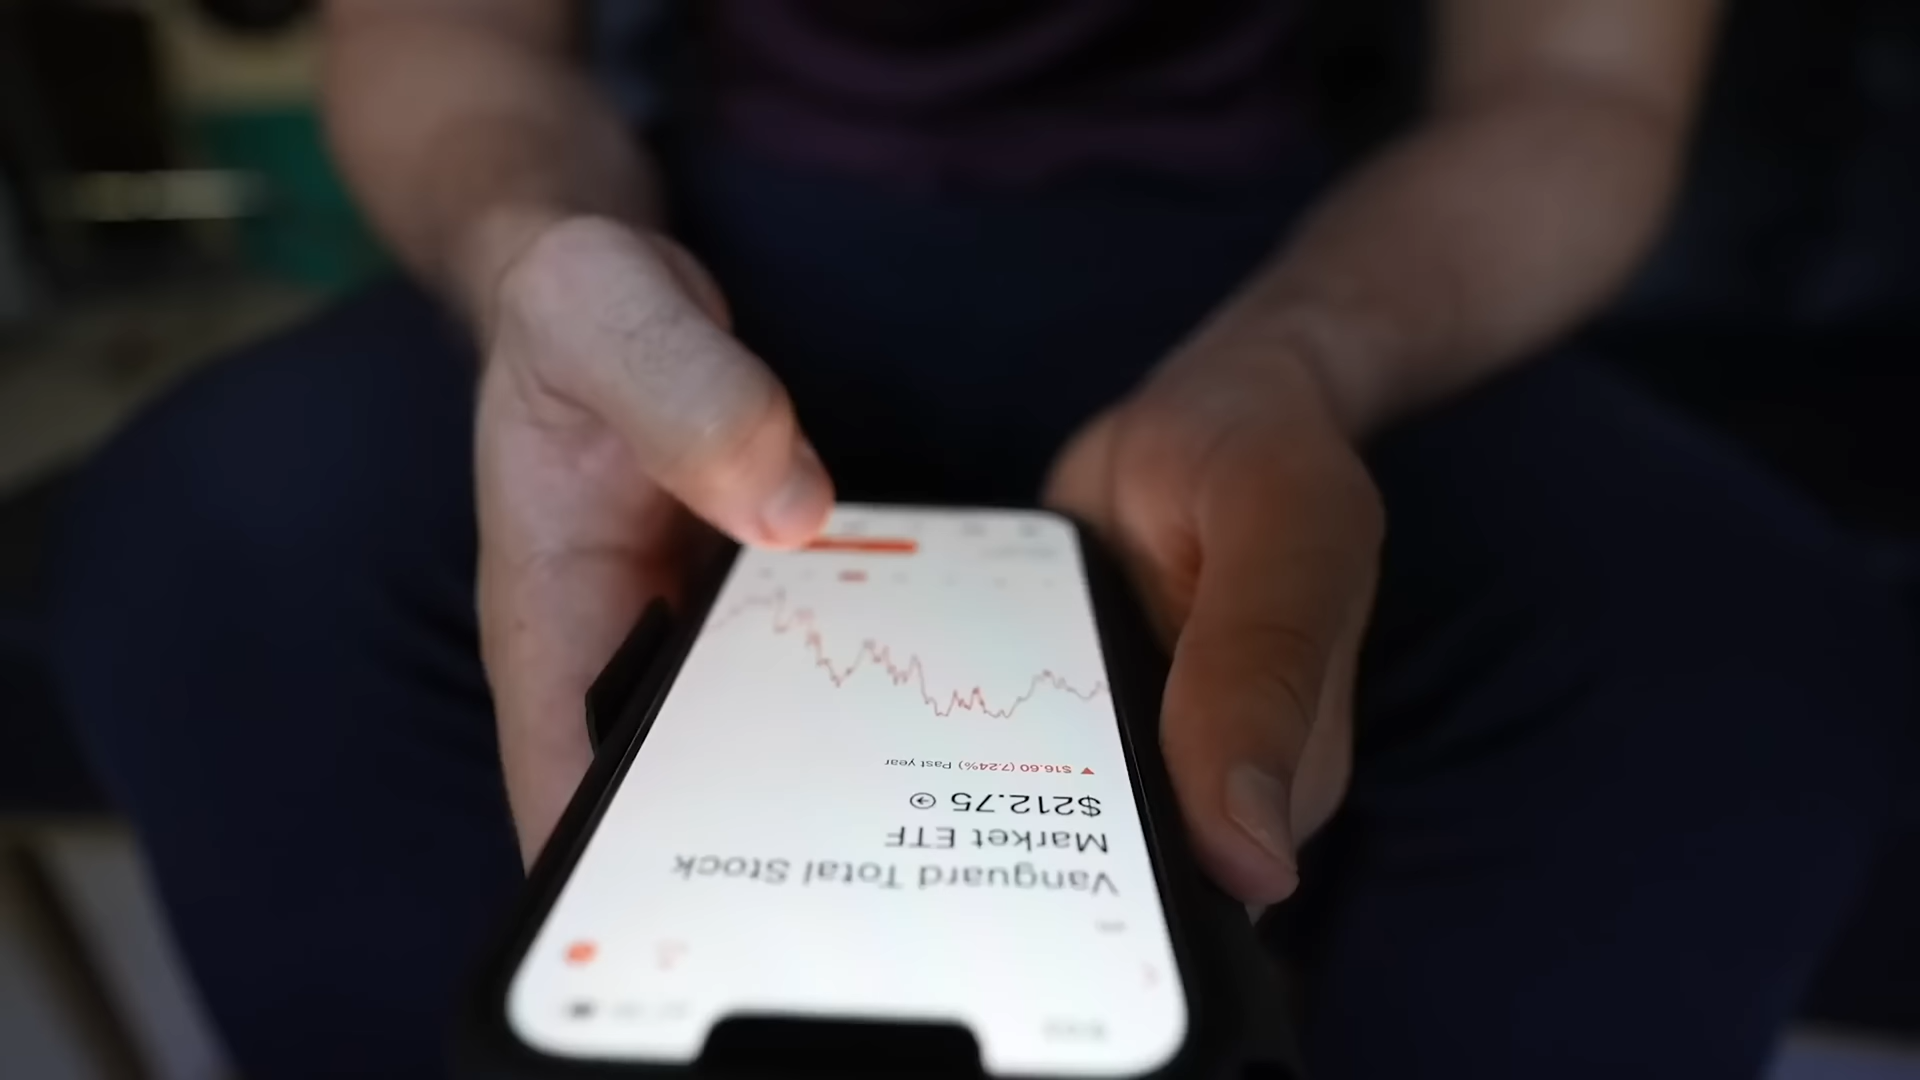 Vanguard Total Stock
Market ETF
$212.75
▼ $16.60 (7.24%) Past year